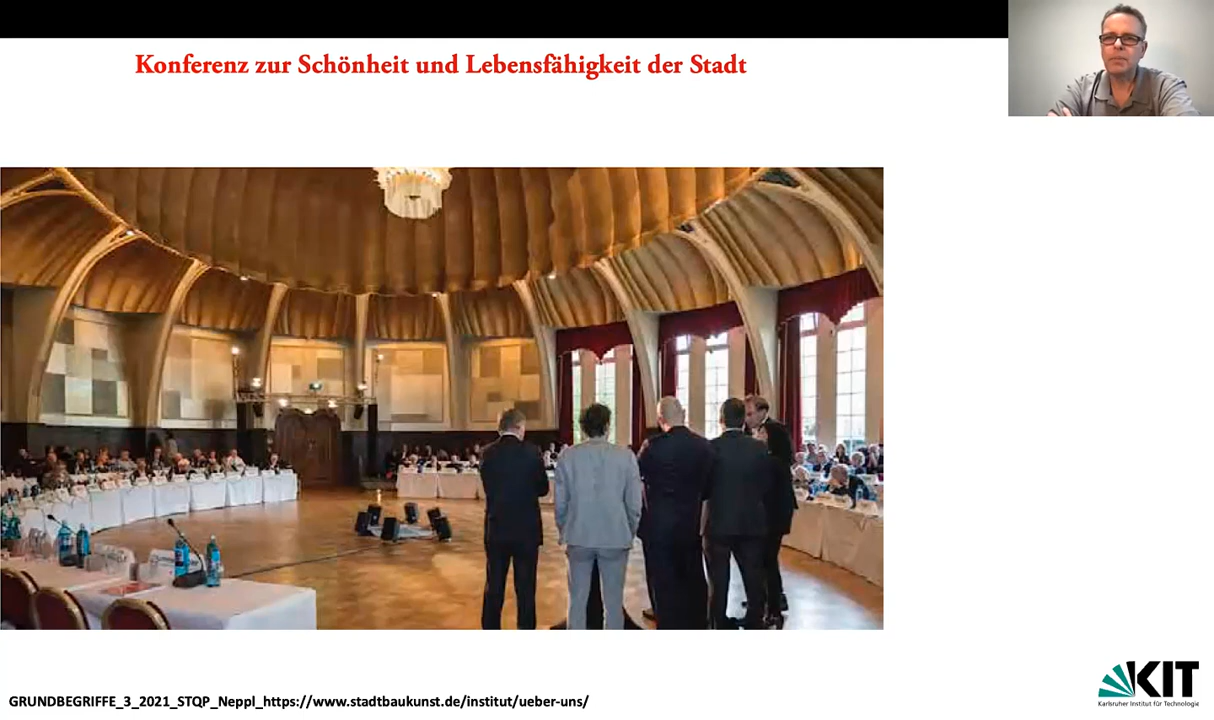 Konferenz zur Schönheit und Lebensfähigkeit der Stadt
GRUNDBEGRIFFE_3_2021_STQP_Neppl_https://www.stadtbaukunst.de/institut/ueber-uns/
KIT
Karlsruher Institut für Technologie